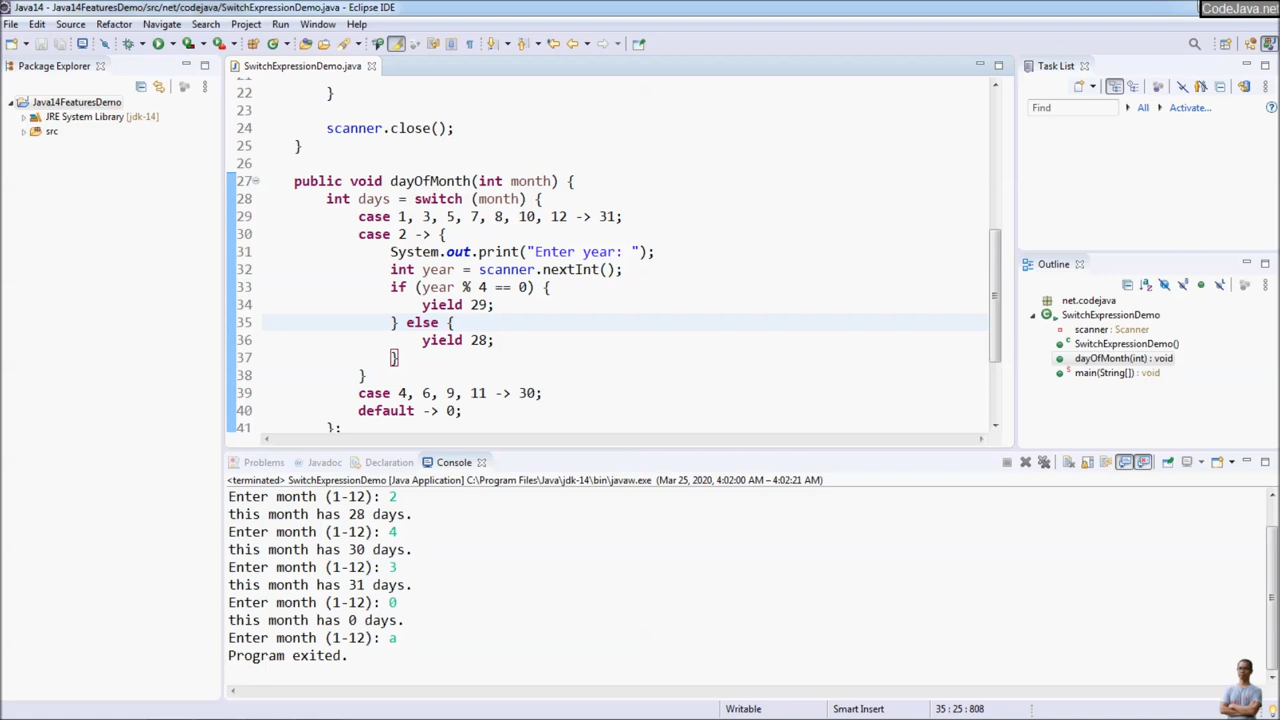 Java14 - Java14FeaturesDemo/src/net/codejava/SwitchExpressionDemo.java - Eclipse IDE
CodeJava.net
File Edit Source Refactor Navigate Search Project Run Window Help
Package Explorer
Java14FeaturesDemo
JRE System Library [jdk-14]
src
SwitchExpressionDemo.java
22 }
23
24 scanner.close();
25 }
26
27 public void dayOfMonth(int month) {
28 int days = switch (month) {
29 case 1, 3, 5, 7, 8, 10, 12 -> 31;
30 case 2 -> {
31 System.out.print("Enter year: ");
32 int year = scanner.nextInt();
33 if (year % 4 == 0) {
34 yield 29;
35 } else {
36 yield 28;
37 }
38 }
39 case 4, 6, 9, 11 -> 30;
40 default -> 0;
41 };
Task List
Find All Activate...
Outline
net.codejava
SwitchExpressionDemo
scanner : Scanner
SwitchExpressionDemo()
dayOfMonth(int) : void
main(String[]) : void
Problems Javadoc Declaration Console
<terminated> SwitchExpressionDemo [Java Application] C:\Program Files\Java\jdk-14\bin\javaw.exe (Mar 25, 2020, 4:02:00 AM – 4:02:21 AM)
Enter month (1-12): 2
this month has 28 days.
Enter month (1-12): 4
this month has 30 days.
Enter month (1-12): 3
this month has 31 days.
Enter month (1-12): 0
this month has 0 days.
Enter month (1-12): a
Program exited.
Writable Smart Insert 35 : 25 : 808